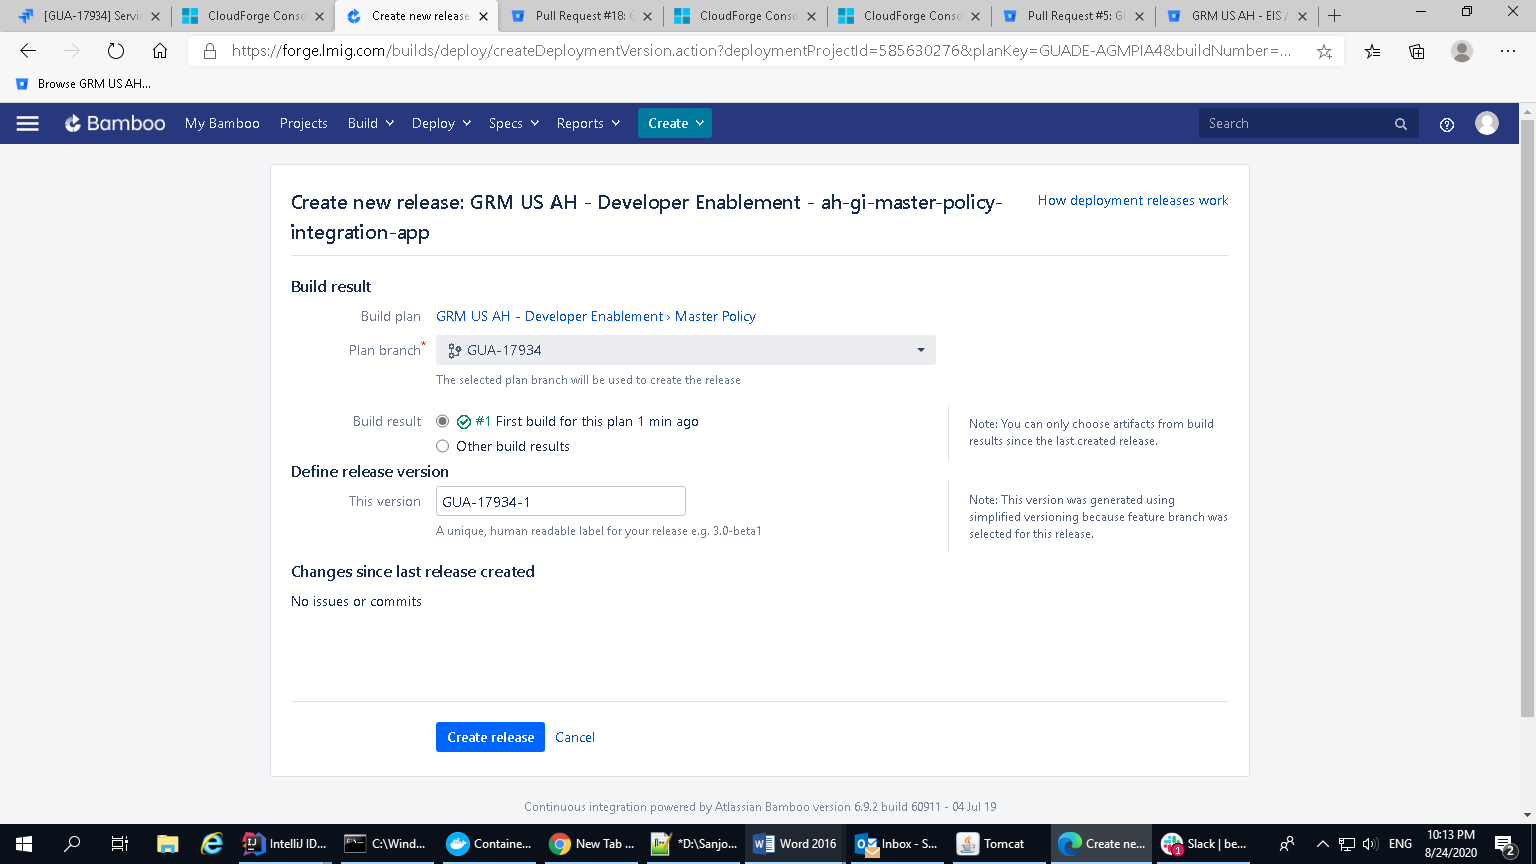 [GUA-17934] Servi
CloudForge Conso
Create new release
Pull Request #18: G
CloudForge Conso
CloudForge Conso
Pull Request #5: GU
GRM US AH - EIS /
https://forge.lmig.com/builds/deploy/createDeploymentVersion.action?deploymentProjectId=585630276&planKey=GUADE-AGMPIA4&buildNumber=...
Browse GRM US AH...
Bamboo
My Bamboo
Projects
Build
Deploy
Specs
Reports
Create
Search
Create new release: GRM US AH - Developer Enablement - ah-gi-master-policy-
integration-app
How deployment releases work
Build result
Build plan
GRM US AH - Developer Enablement › Master Policy
Plan branch*
GUA-17934
The selected plan branch will be used to create the release
Build result
#1 First build for this plan 1 min ago
Other build results
Note: You can only choose artifacts from build
results since the last created release.
Define release version
This version
GUA-17934-1
A unique, human readable label for your release e.g. 3.0-beta1
Note: This version was generated using
simplified versioning because feature branch was
selected for this release.
Changes since last release created
No issues or commits
Create release
Cancel
Continuous integration powered by Atlassian Bamboo version 6.9.2 build 60911 - 04 Jul 19
IntelliJ ID...
C:\Wind...
Containe...
New Tab ...
*D:\Sanjo...
Word 2016
Inbox - S...
Tomcat
Create ne...
1
Slack | be...
ENG
10:13 PM
8/24/2020
2